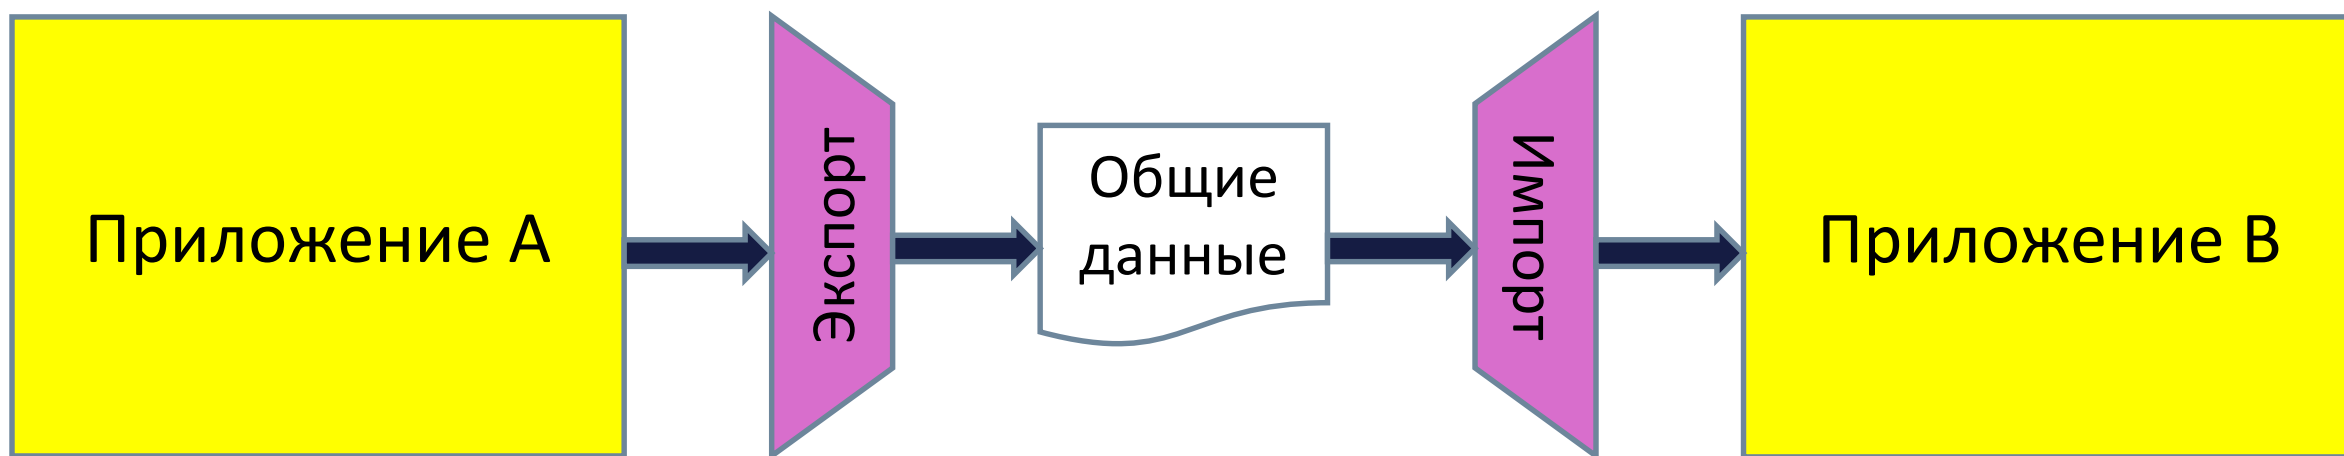 Приложение A
Экспорт
Общие
данные
Импорт
Приложение B